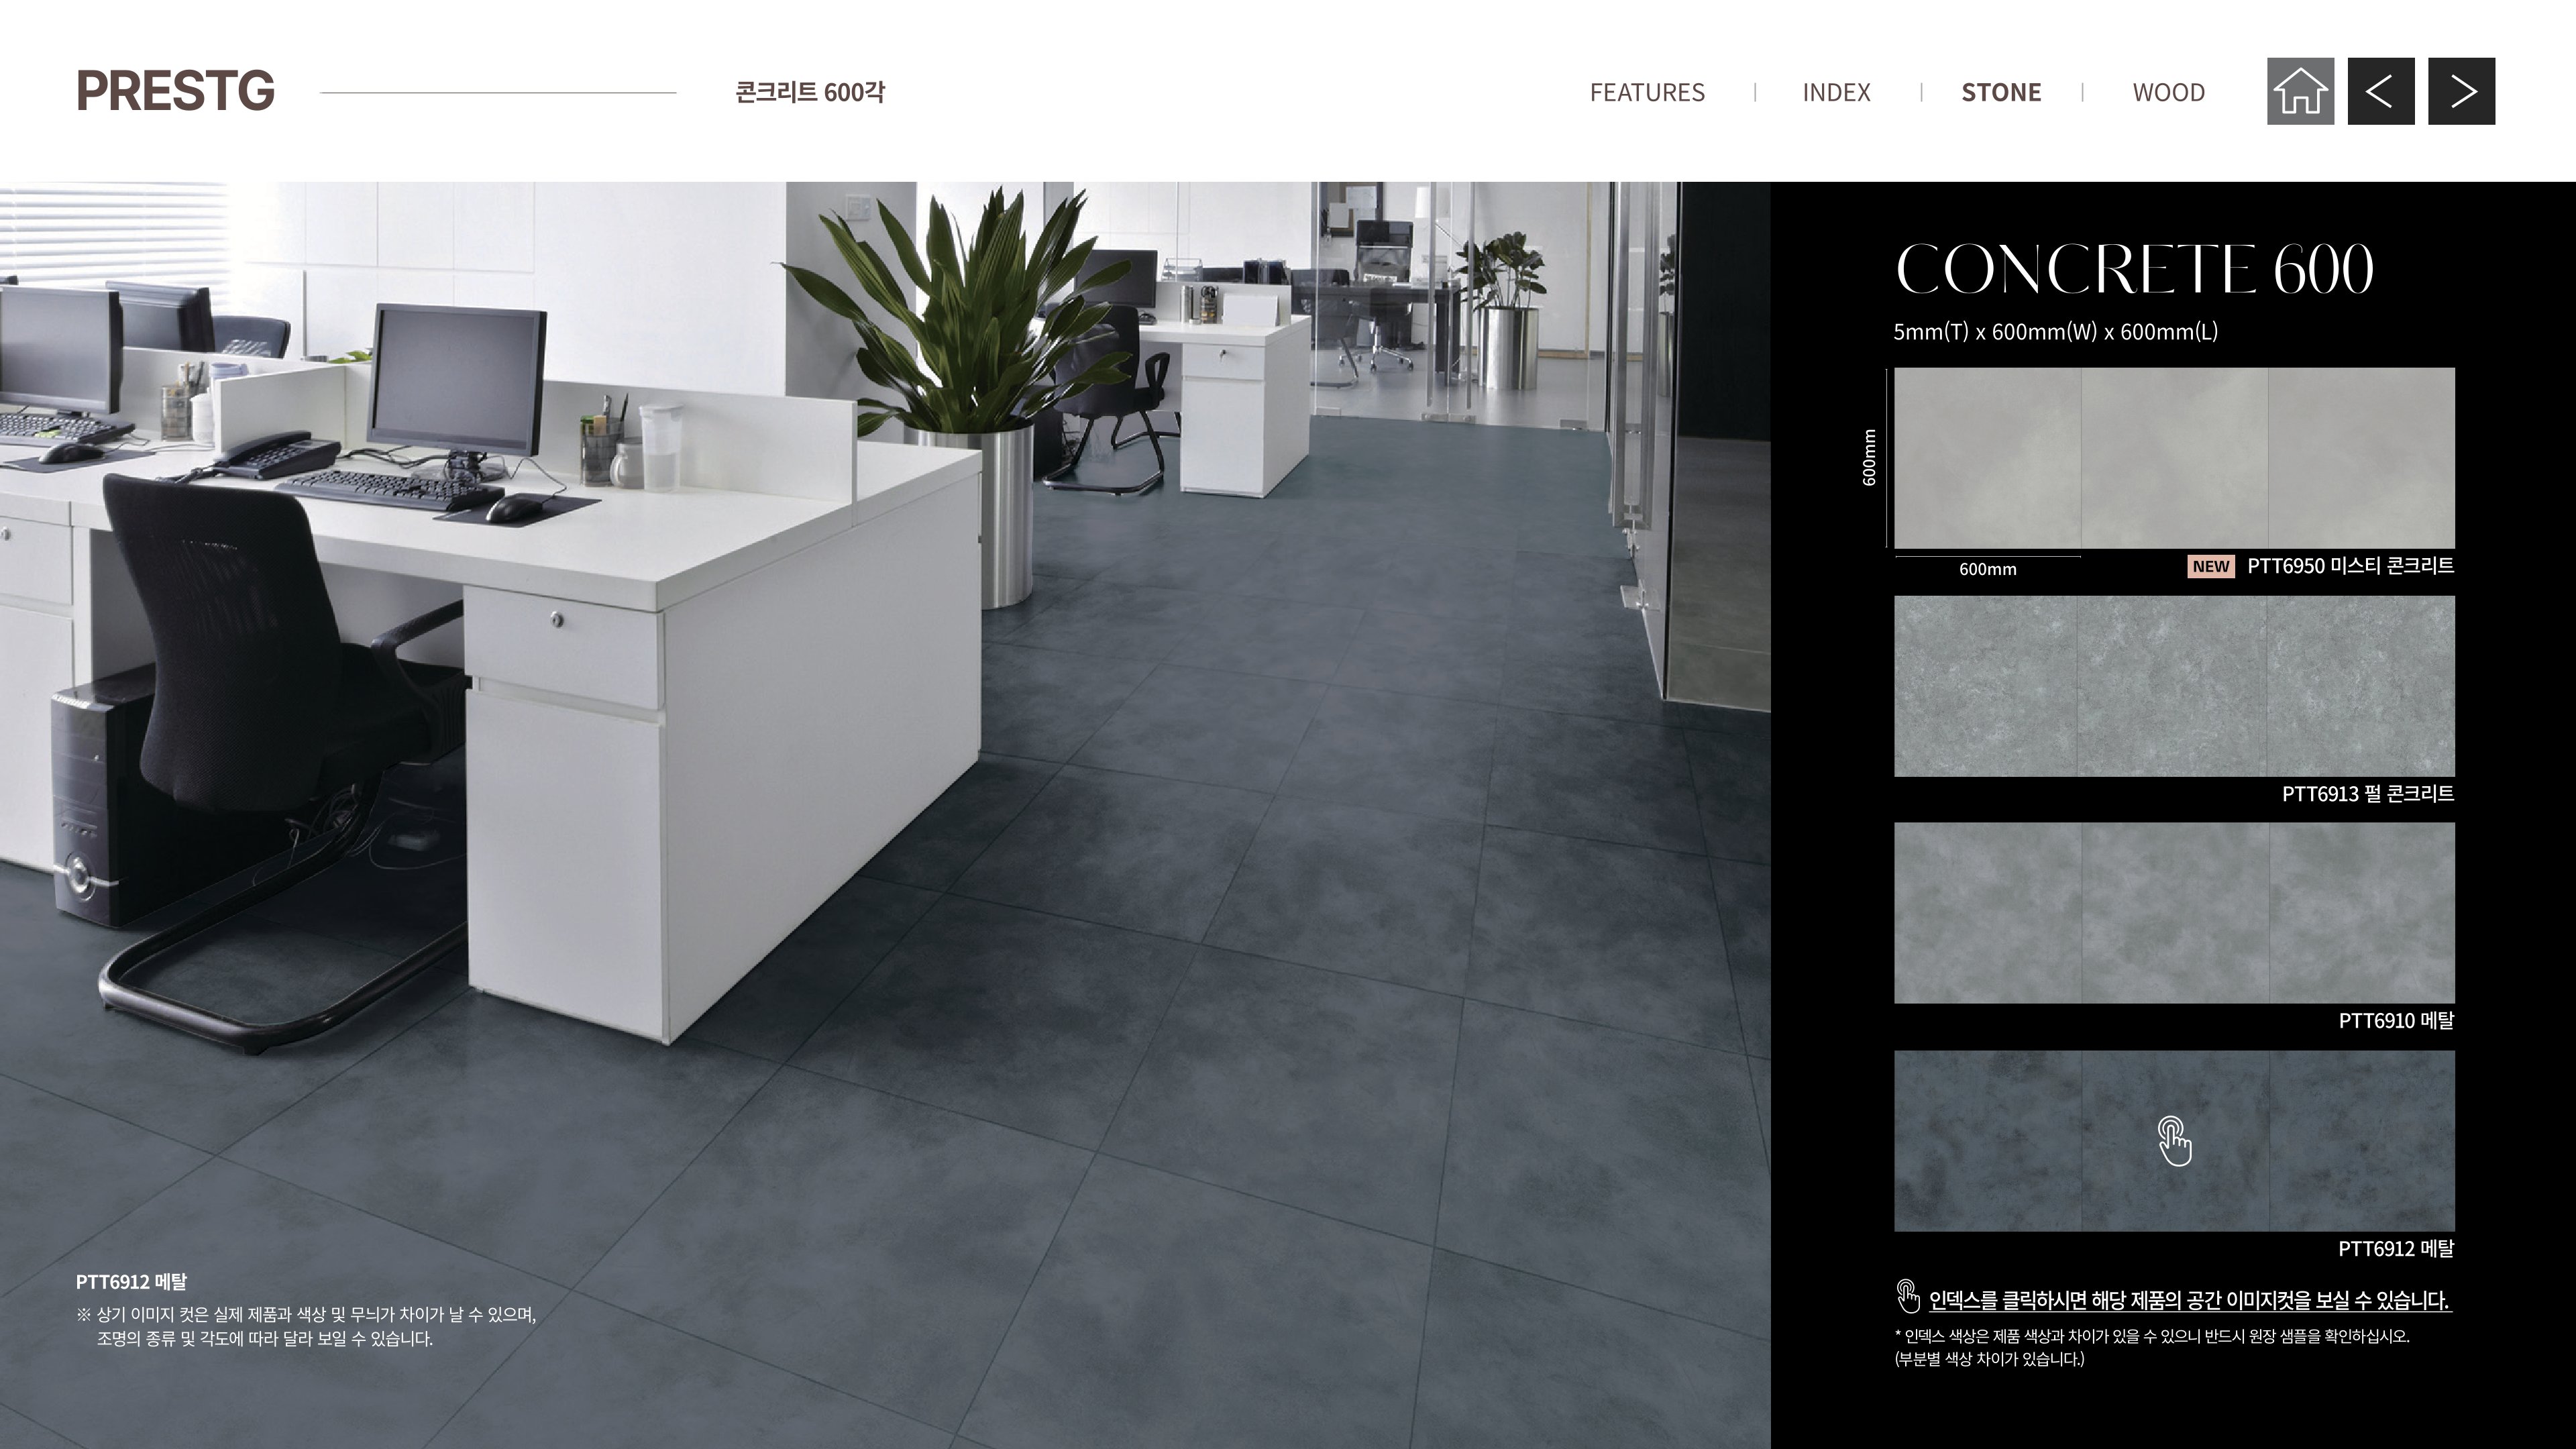 PRESTG
콘크리트 600각
FEATURES | INDEX | STONE | WOOD
CONCRETE 600
5mm(T) x 600mm(W) x 600mm(L)
600mm
600mm
NEW PTT6950 미스티 콘크리트
PTT6913 펄 콘크리트
PTT6910 메탈
PTT6912 메탈
인덱스를 클릭하시면 해당 제품의 공간 이미지컷을 보실 수 있습니다.
* 인덱스 색상은 제품 색상과 차이가 있을 수 있으니 반드시 원장 샘플을 확인하십시오.
(부분별 색상 차이가 있습니다.)
PTT6912 메탈
※ 상기 이미지 컷은 실제 제품과 색상 및 무늬가 차이가 날 수 있으며,
조명의 종류 및 각도에 따라 달라 보일 수 있습니다.